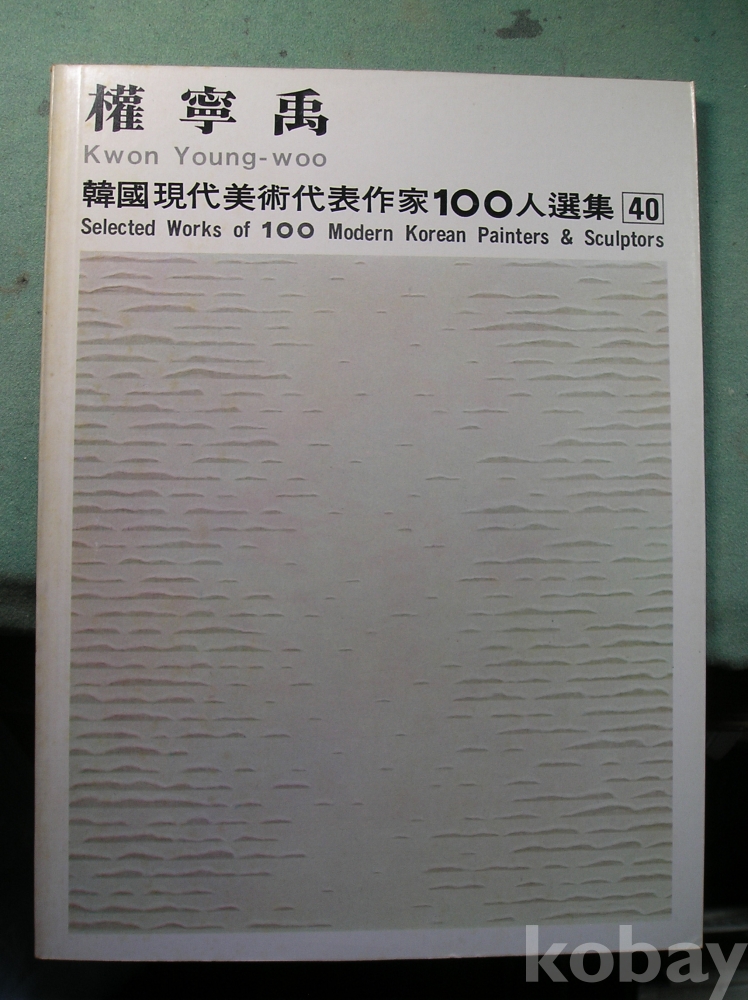 權寧禹
Kwon Young-woo
韓國現代美術代表作家100人選集 40
Selected Works of 100 Modern Korean Painters & Sculptors
kobay